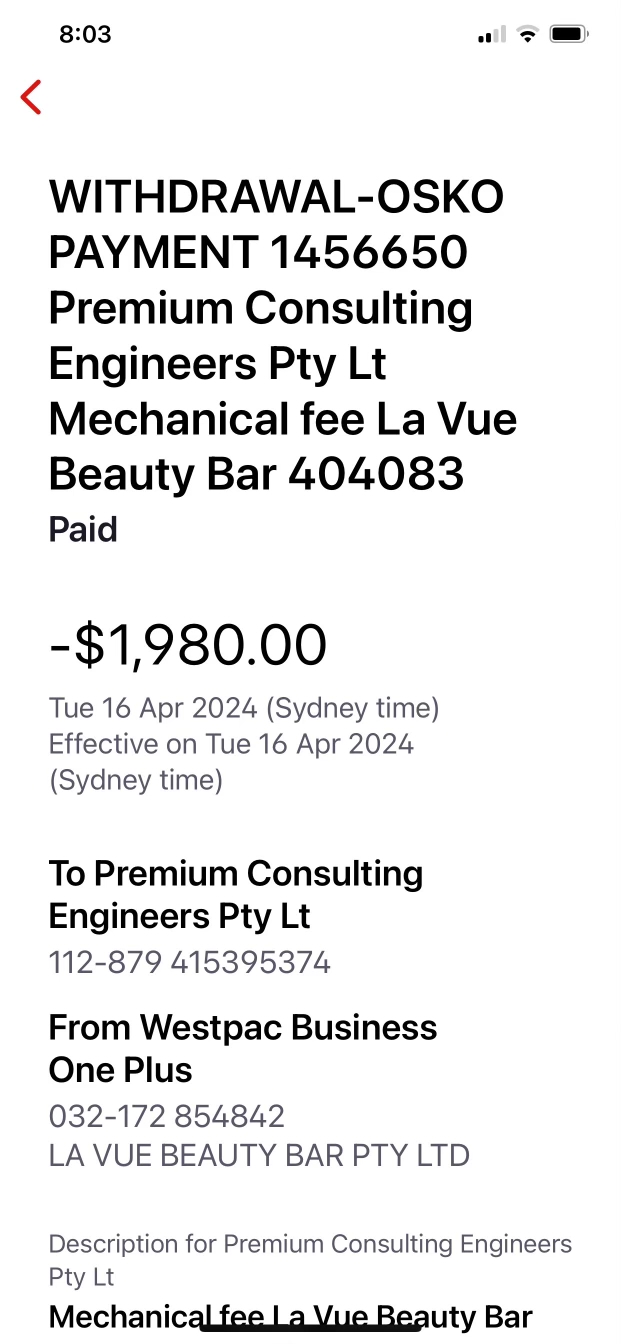 8:03
WITHDRAWAL-OSKO
PAYMENT 1456650
Premium Consulting
Engineers Pty Lt
Mechanical fee La Vue
Beauty Bar 404083
Paid
-$1,980.00
Tue 16 Apr 2024 (Sydney time)
Effective on Tue 16 Apr 2024
(Sydney time)
To Premium Consulting
Engineers Pty Lt
112-879 415395374
From Westpac Business
One Plus
032-172 854842
LA VUE BEAUTY BAR PTY LTD
Description for Premium Consulting Engineers
Pty Lt
Mechanical fee La Vue Beauty Bar